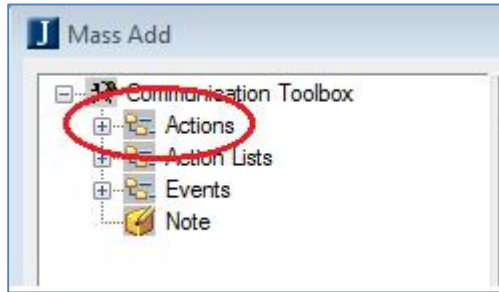 J Mass Add
Communication Toolbox
Actions
Action Lists
Events
Note